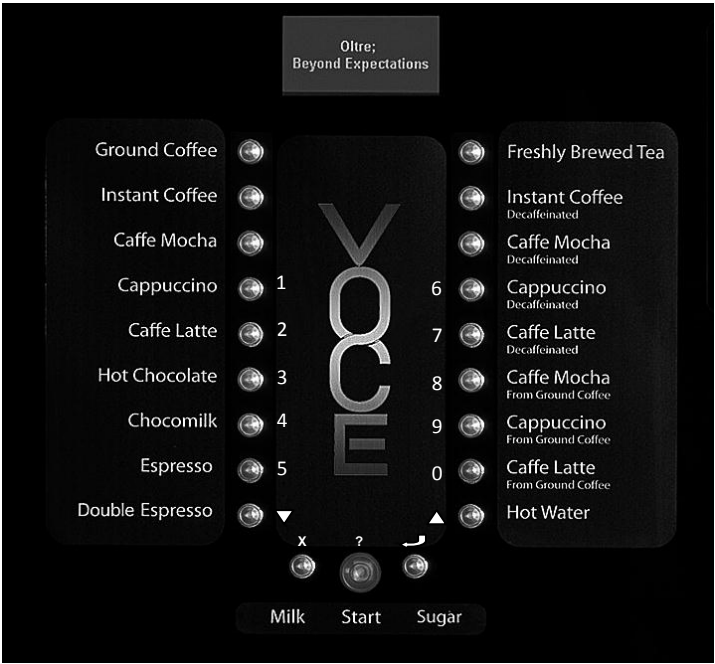 Oltre;
Beyond Expectations
Ground Coffee
Instant Coffee
Caffe Mocha
Cappuccino
Caffe Latte
Hot Chocolate
Chocomilk
Espresso
Double Espresso
1
2
3
4
5
VOCE
6
7
8
9
0
Freshly Brewed Tea
Instant Coffee
Decaffeinated
Caffe Mocha
Decaffeinated
Cappuccino
Decaffeinated
Caffe Latte
Decaffeinated
Caffe Mocha
From Ground Coffee
Cappuccino
From Ground Coffee
Caffe Latte
From Ground Coffee
Hot Water
X ?
Milk Start Sugar